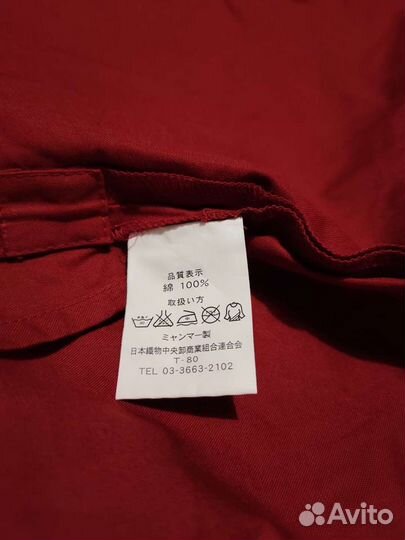 品質表示
綿 100%
取扱い方
ミャンマー製
日本織物中央卸商業組合連合会
T-80
TEL 03-3663-2102
Avito